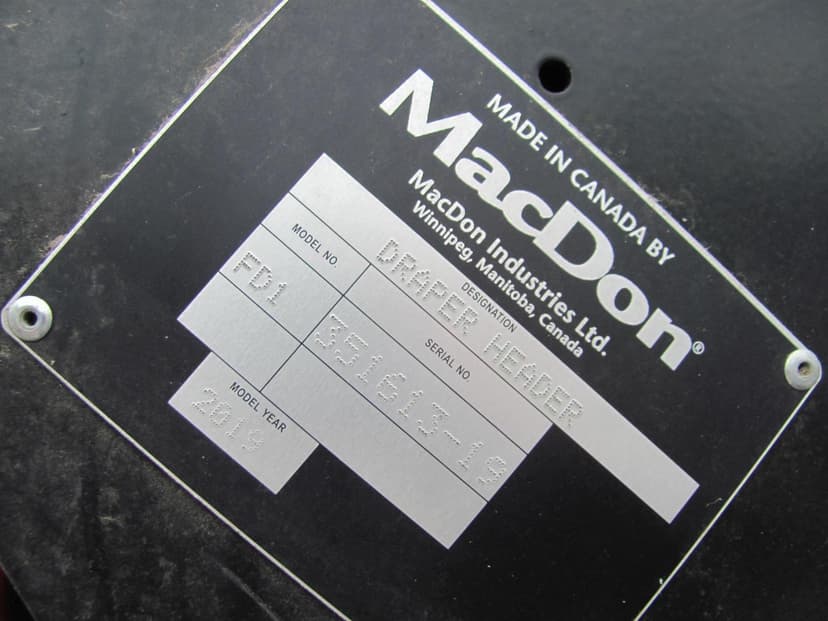 MADE IN CANADA BY
MacDon®
MacDon Industries Ltd.
Winnipeg, Manitoba, Canada
DESIGNATION
DRAPER HEADER
MODEL NO.
FD1
SERIAL NO.
351613-19
MODEL YEAR
2019